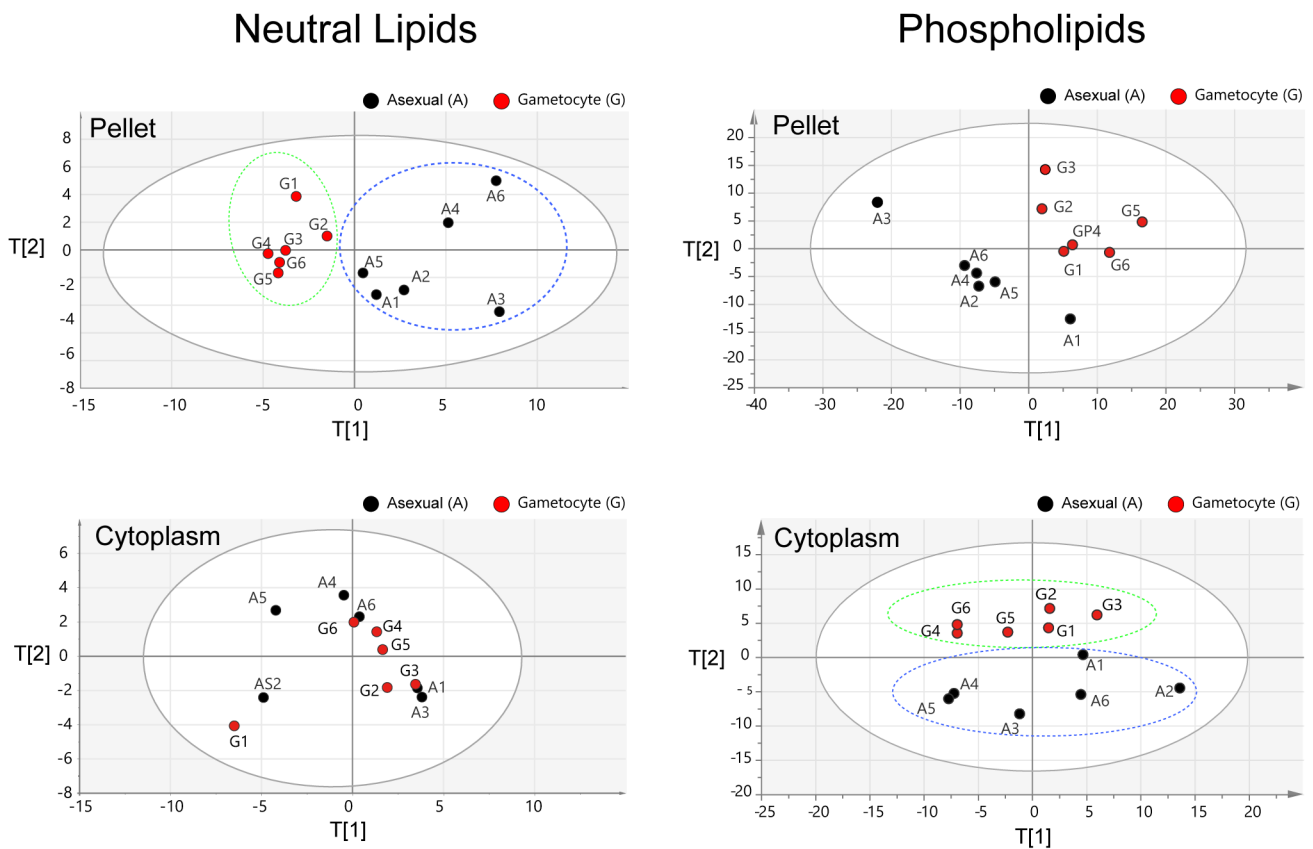 Neutral Lipids
Phospholipids
Asexual (A) Gametocyte (G)
Pellet
8
6
4
2
0
-2
-4
-6
-8
T[2]
G1
G2
G3
G4
G6
G5
A6
A4
A5
A2
A1
A3
-15 -10 -5 0 5 10
T[1]
Asexual (A) Gametocyte (G)
Pellet
20
15
10
5
0
-5
-10
-15
-20
-25
T[2]
G3
A3
G2
G5
GP4
G1
G6
A6
A4
A2
A5
A1
-40 -30 -20 -10 0 10 20 30
T[1]
Asexual (A) Gametocyte (G)
Cytoplasm
6
4
2
0
-2
-4
-6
-8
T[2]
A4
A5
A6
G6
G4
G5
G3
AS2
G2
A1
A3
G1
-15 -10 -5 0 5 10
T[1]
Asexual (A) Gametocyte (G)
Cytoplasm
15
10
5
0
-5
-10
-15
-20
T[2]
G2
G3
G6
G5
G4
G1
A1
A4
A2
A5
A6
A3
-25 -20 -15 -10 -5 0 5 10 15 20
T[1]